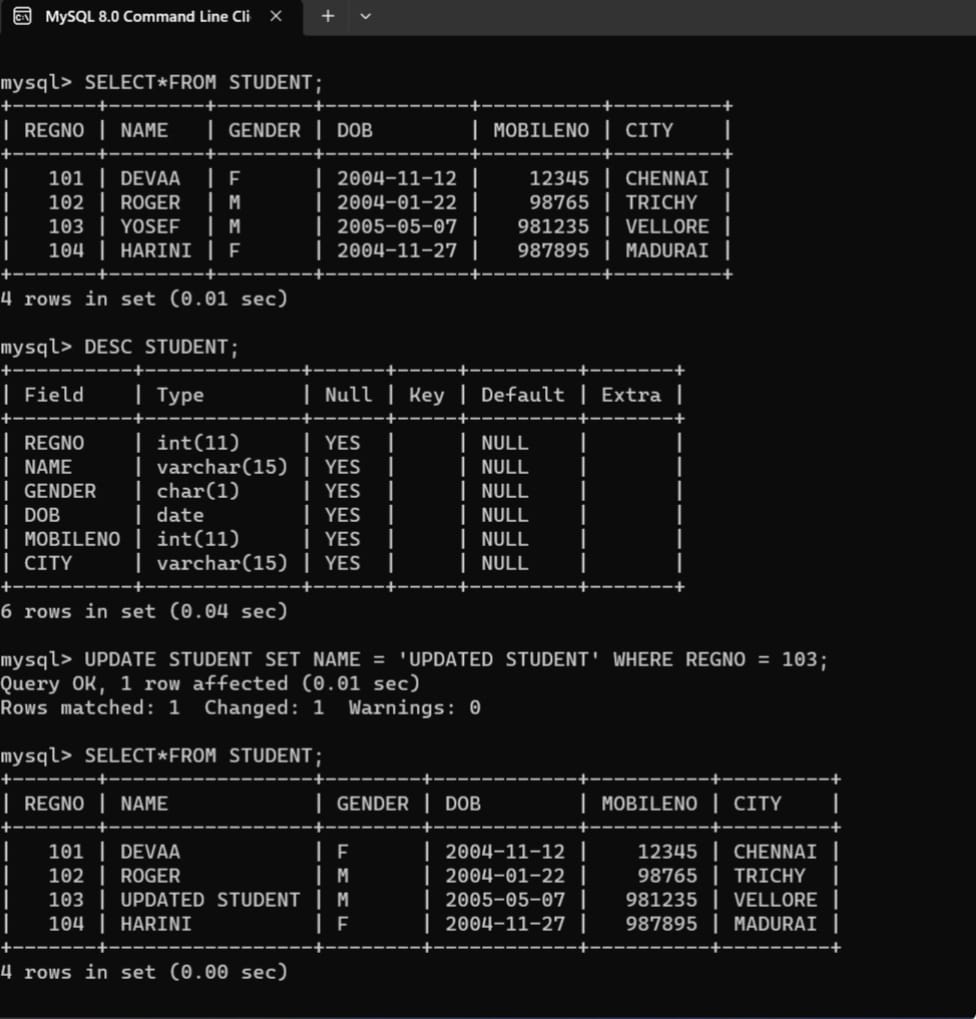 MySQL 8.0 Command Line Cli
mysql> SELECT*FROM STUDENT;
+-------+--------+--------+------------+----------+---------+
| REGNO | NAME   | GENDER | DOB        | MOBILENO | CITY    |
+-------+--------+--------+------------+----------+---------+
|   101 | DEVAA  | F      | 2004-11-12 |    12345 | CHENNAI |
|   102 | ROGER  | M      | 2004-01-22 |    98765 | TRICHY  |
|   103 | YOSEF  | M      | 2005-05-07 |   981235 | VELLORE |
|   104 | HARINI | F      | 2004-11-27 |   987895 | MADURAI |
+-------+--------+--------+------------+----------+---------+
4 rows in set (0.01 sec)
mysql> DESC STUDENT;
+----------+-------------+------+-----+---------+-------+
| Field    | Type        | Null | Key | Default | Extra |
+----------+-------------+------+-----+---------+-------+
| REGNO    | int(11)     | YES  |     | NULL    |       |
| NAME     | varchar(15) | YES  |     | NULL    |       |
| GENDER   | char(1)     | YES  |     | NULL    |       |
| DOB      | date        | YES  |     | NULL    |       |
| MOBILENO | int(11)     | YES  |     | NULL    |       |
| CITY     | varchar(15) | YES  |     | NULL    |       |
+----------+-------------+------+-----+---------+-------+
6 rows in set (0.04 sec)
mysql> UPDATE STUDENT SET NAME = 'UPDATED STUDENT' WHERE REGNO = 103;
Query OK, 1 row affected (0.01 sec)
Rows matched: 1  Changed: 1  Warnings: 0
mysql> SELECT*FROM STUDENT;
+-------+-----------------+--------+------------+----------+---------+
| REGNO | NAME            | GENDER | DOB        | MOBILENO | CITY    |
+-------+-----------------+--------+------------+----------+---------+
|   101 | DEVAA           | F      | 2004-11-12 |    12345 | CHENNAI |
|   102 | ROGER           | M      | 2004-01-22 |    98765 | TRICHY  |
|   103 | UPDATED STUDENT | M      | 2005-05-07 |   981235 | VELLORE |
|   104 | HARINI          | F      | 2004-11-27 |   987895 | MADURAI |
+-------+-----------------+--------+------------+----------+---------+
4 rows in set (0.00 sec)